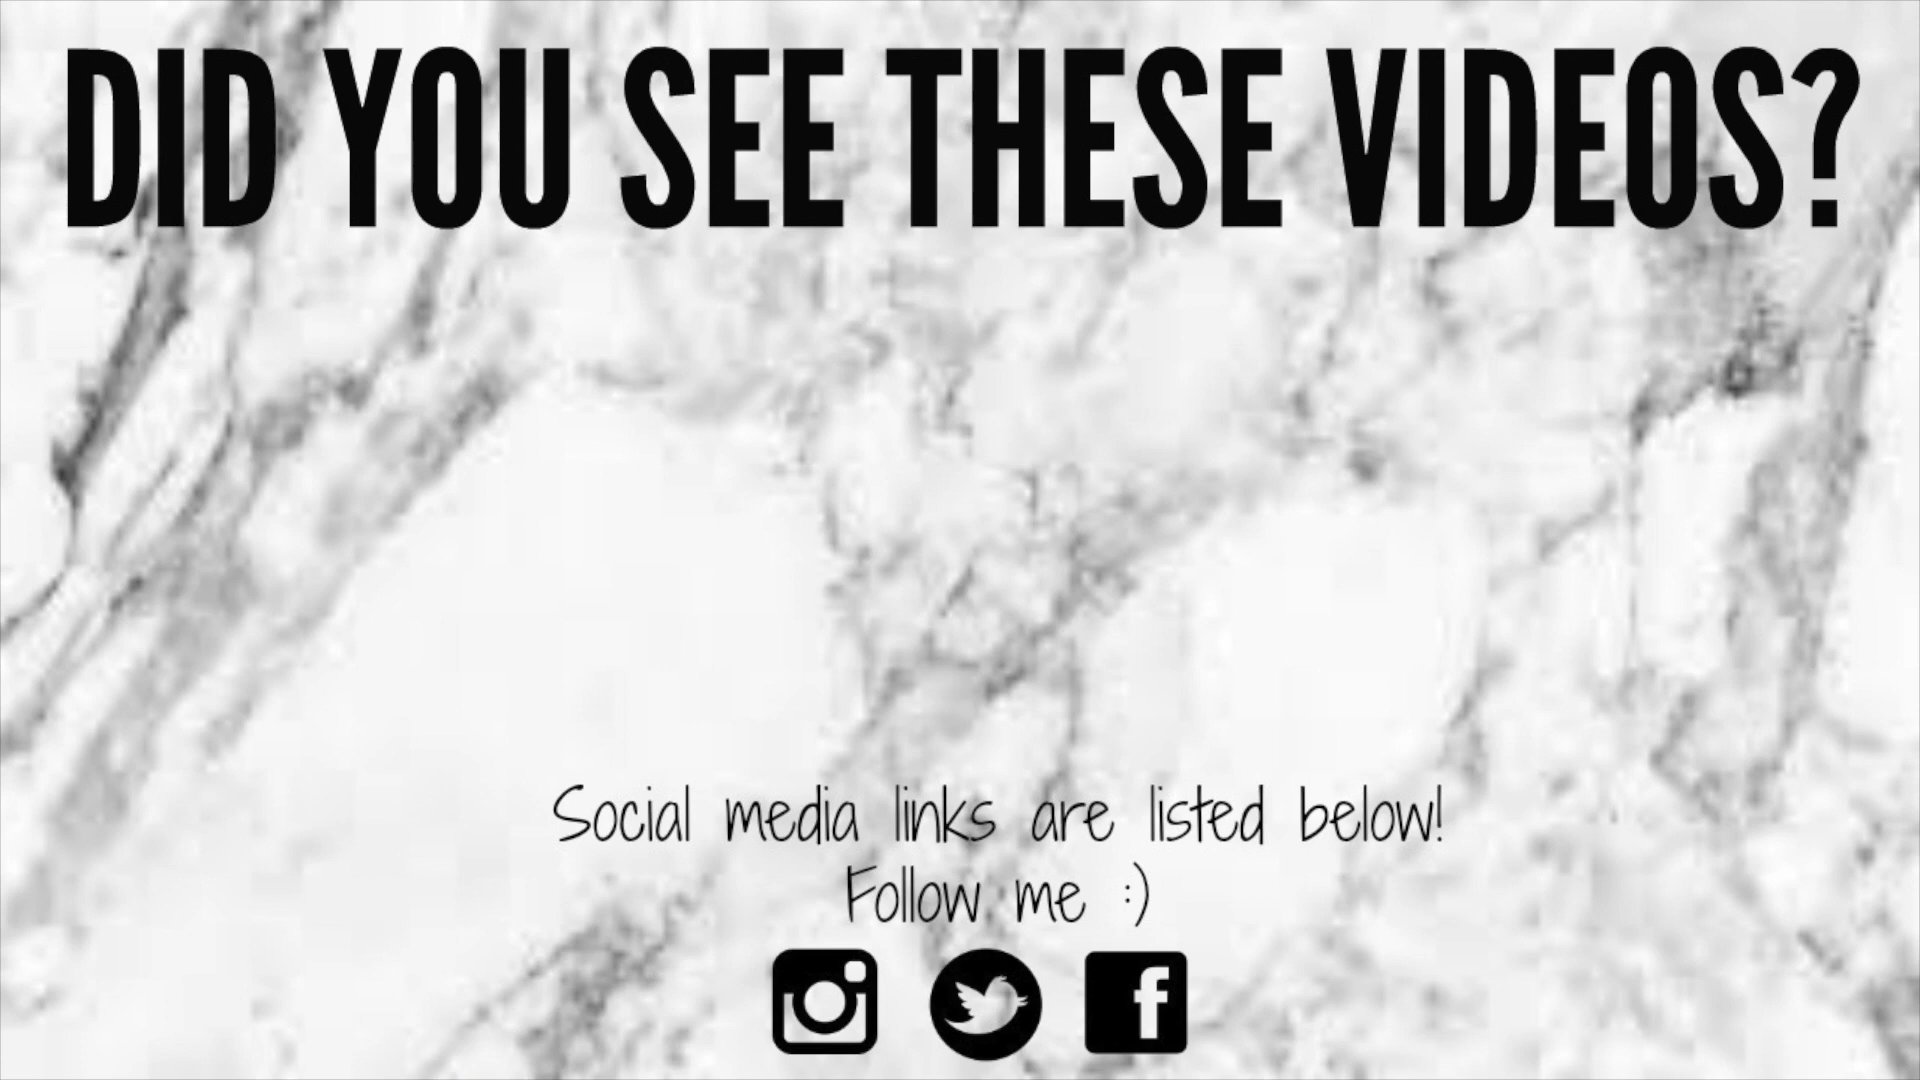 DID YOU SEE THESE VIDEOS?
Social media links are listed below!
Follow me :)